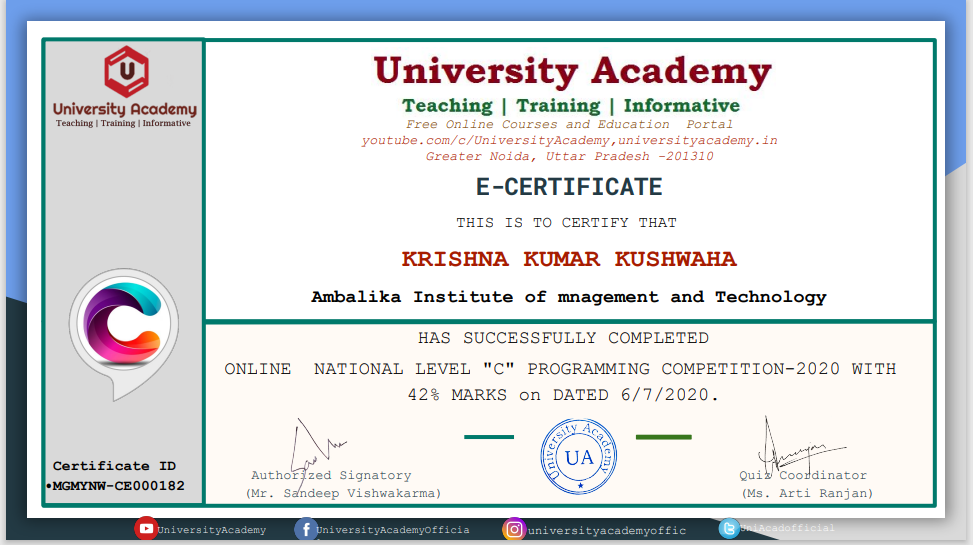 U
University Academy
Teaching | Training | Informative
University Academy
Teaching | Training | Informative
Free Online Courses and Education Portal
youtube.com/c/UniversityAcademy,universityacademy.in
Greater Noida, Uttar Pradesh -201310
E-CERTIFICATE
THIS IS TO CERTIFY THAT
KRISHNA KUMAR KUSHWAHA
Ambalika Institute of mnagement and Technology
HAS SUCCESSFULLY COMPLETED
ONLINE NATIONAL LEVEL "C" PROGRAMMING COMPETITION-2020 WITH
42% MARKS on DATED 6/7/2020.
Certificate ID
•MGMYNW-CE000182
Authorized Signatory
(Mr. Sandeep Vishwakarma)
University Academy
UA
Quiz Coordinator
(Ms. Arti Ranjan)
UniversityAcademy
UniversityAcademyOfficia
universityacademyoffic
UniAcadofficial